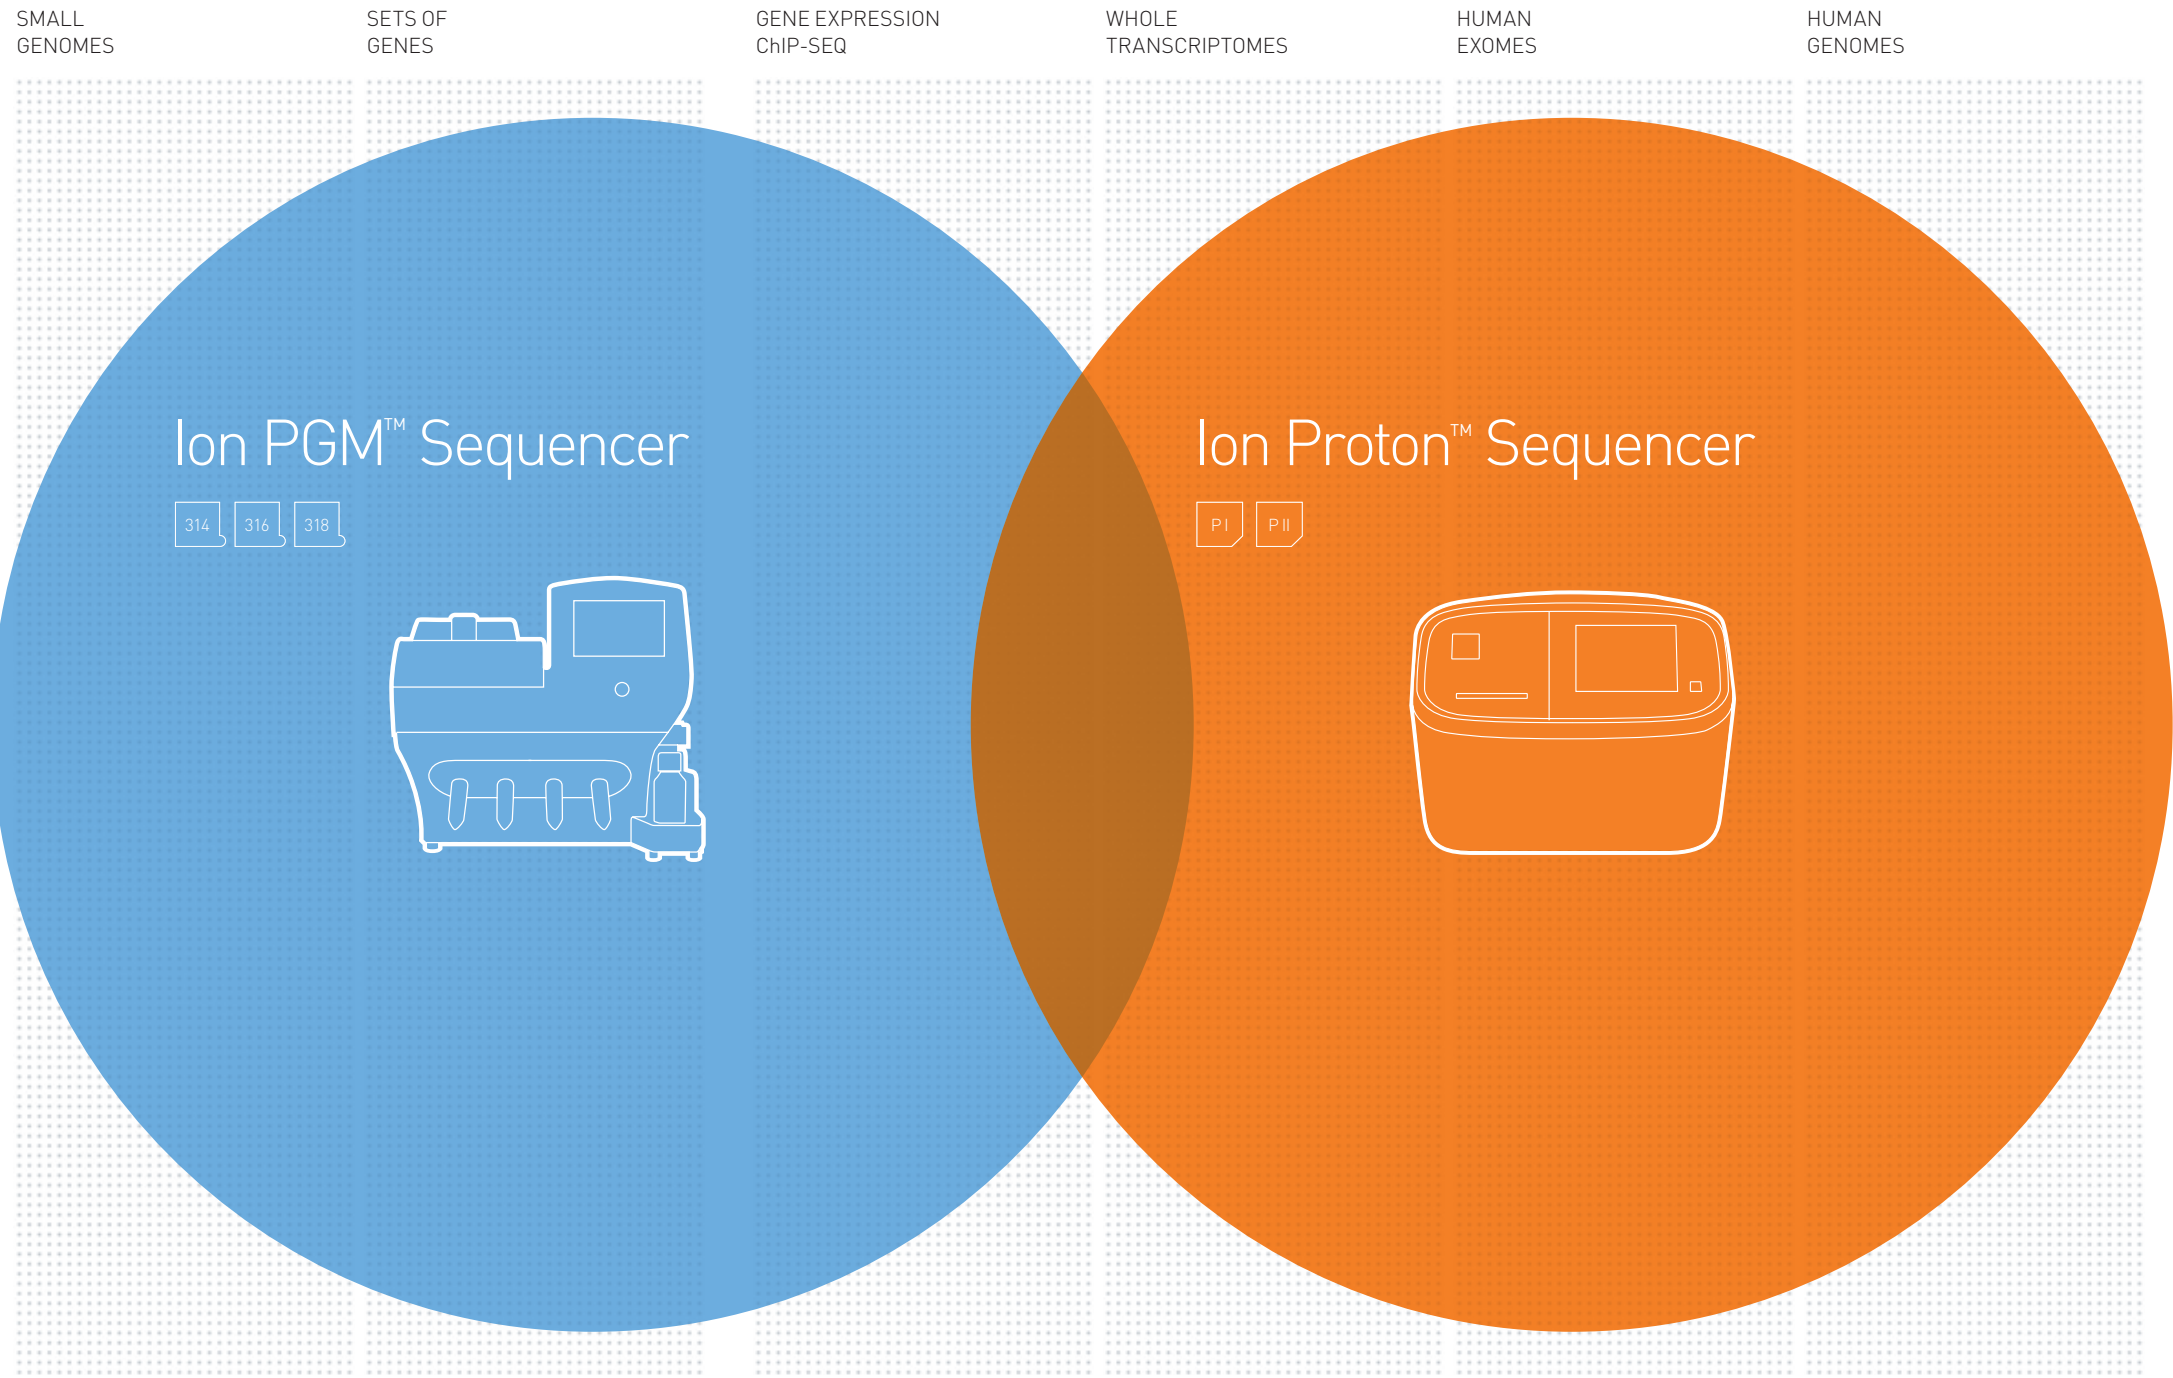 SMALL
GENOMES
SETS OF
GENES
GENE EXPRESSION
ChIP-SEQ
WHOLE
TRANSCRIPTOMES
HUMAN
EXOMES
HUMAN
GENOMES
Ion PGM™ Sequencer
314 316 318
Ion Proton™ Sequencer
P I P II